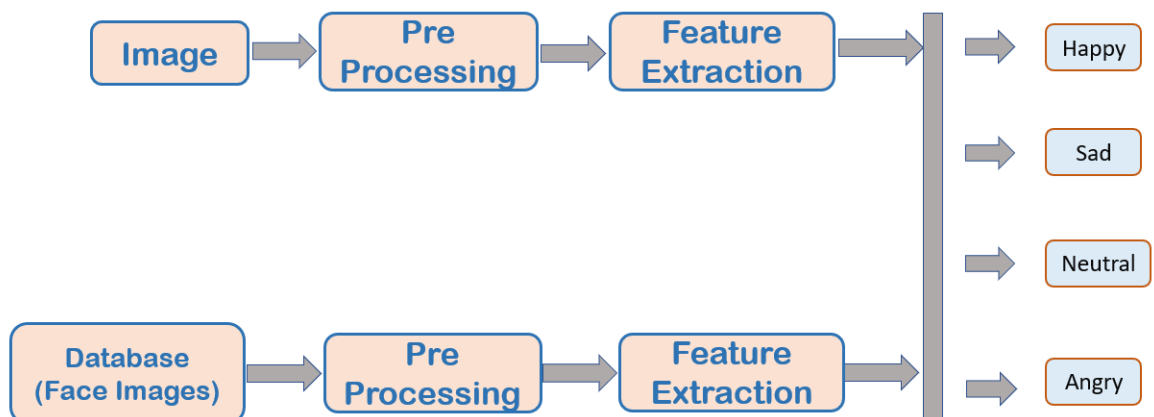 Image
Pre
Processing
Feature
Extraction
Happy
Sad
Neutral
Database
(Face Images)
Pre
Processing
Feature
Extraction
Angry